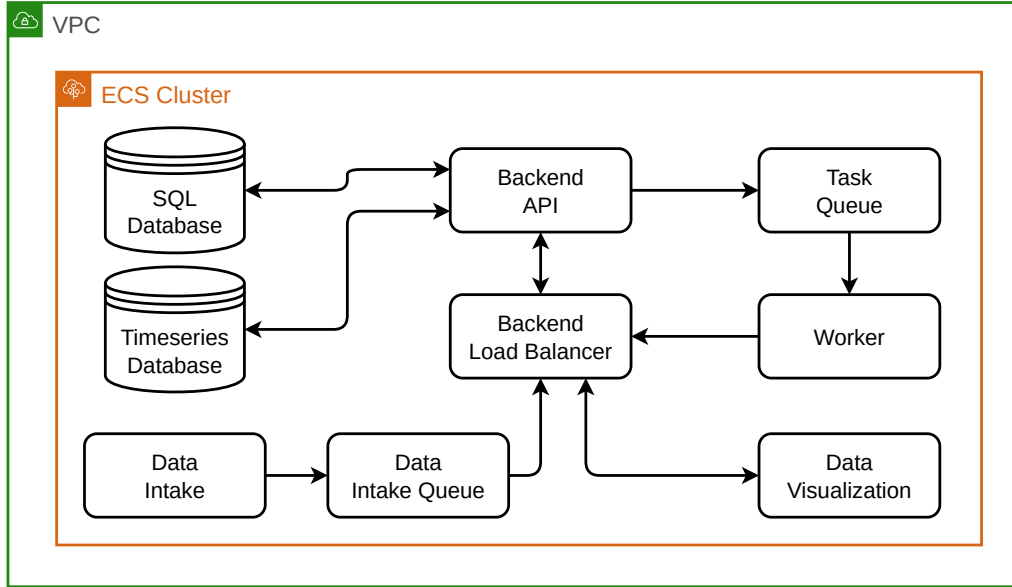 VPC
ECS Cluster
SQL
Database
Backend
API
Task
Queue
Timeseries
Database
Backend
Load Balancer
Worker
Data
Intake
Data
Intake Queue
Data
Visualization